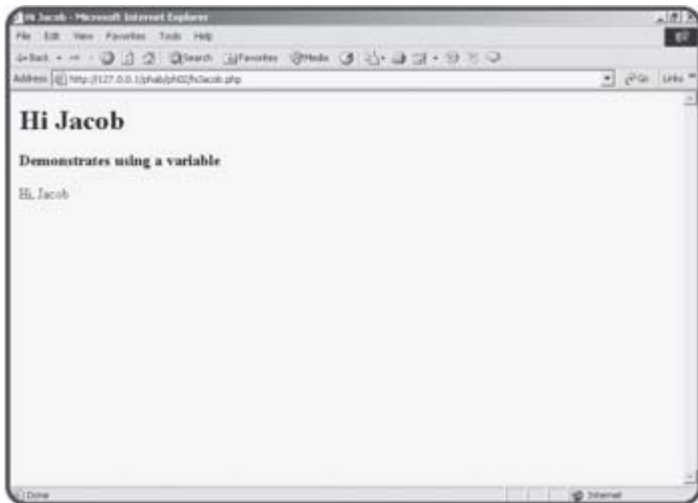 Hi Jacob - Microsoft Internet Explorer
File Edit View Favorites Tools Help
Back Search Favorites Media
Address http://127.0.0.1/phab/ph02/hiJacob.php Go Links
Hi Jacob
Demonstrates using a variable
Hi, Jacob
Done Internet